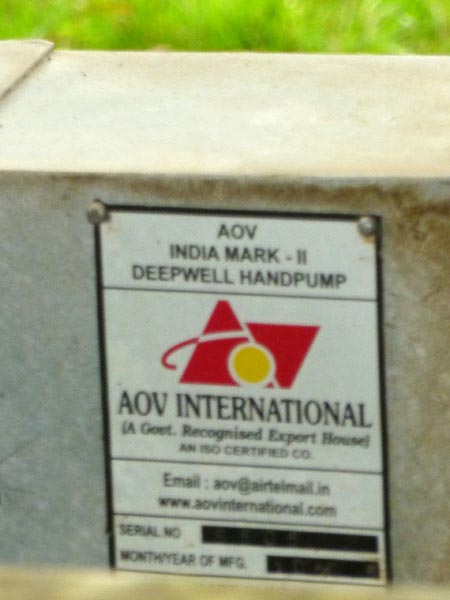 AOV
INDIA MARK - II
DEEPWELL HANDPUMP
AOV INTERNATIONAL
(A Govt. Recognised Export House)
AN ISO CERTIFIED CO.
Email : aov@airtelmail.in
www.aovinternational.com
SERIAL NO
MONTH/YEAR OF MFG.